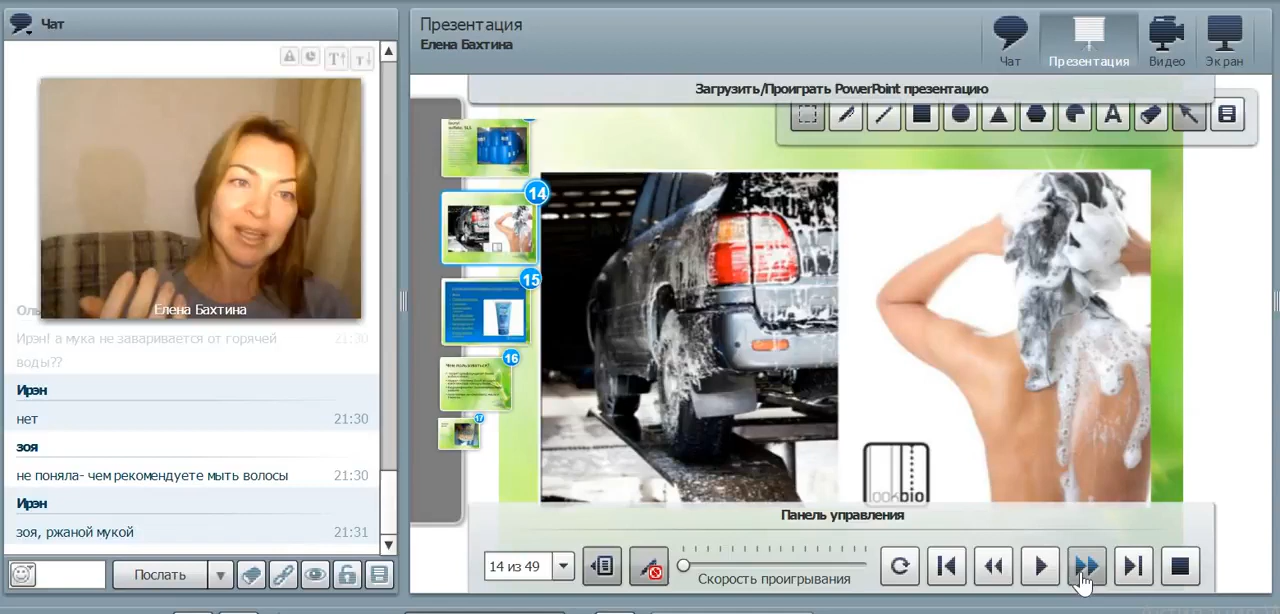 Чат
Елена Бахтина
Ирэн! а мука не заваривается от горячей
воды??
21:30
Ирэн
нет
21:30
зоя
не поняла- чем рекомендуете мыть волосы
21:30
Ирэн
зоя, ржаной мукой
21:31
Послать
Презентация
Елена Бахтина
Чат
Презентация
Видео
Экран
Загрузить/Проиграть PowerPoint презентацию
14
15
16
Чем пользоваться?
17
Панель управления
14 из 49
Скорость проигрывания